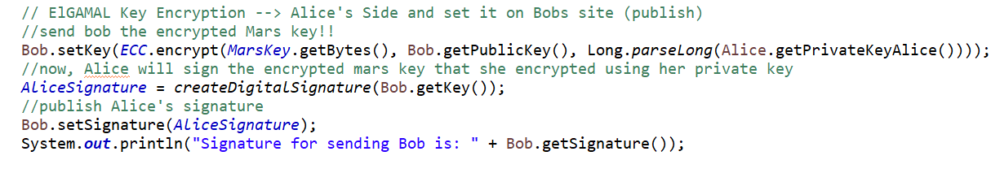 // ElGAMAL Key Encryption --> Alice's Side and set it on Bobs site (publish)
//send bob the encrypted Mars key!!
Bob.setKey(ECC.encrypt(MarsKey.getBytes(), Bob.getPublicKey(), Long.parseLong(Alice.getPrivateKeyAlice())));
//now, Alice will sign the encrypted mars key that she encrypted using her private key
AliceSignature = createDigitalSignature(Bob.getKey());
//publish Alice's signature
Bob.setSignature(AliceSignature);
System.out.println("Signature for sending Bob is: " + Bob.getSignature());